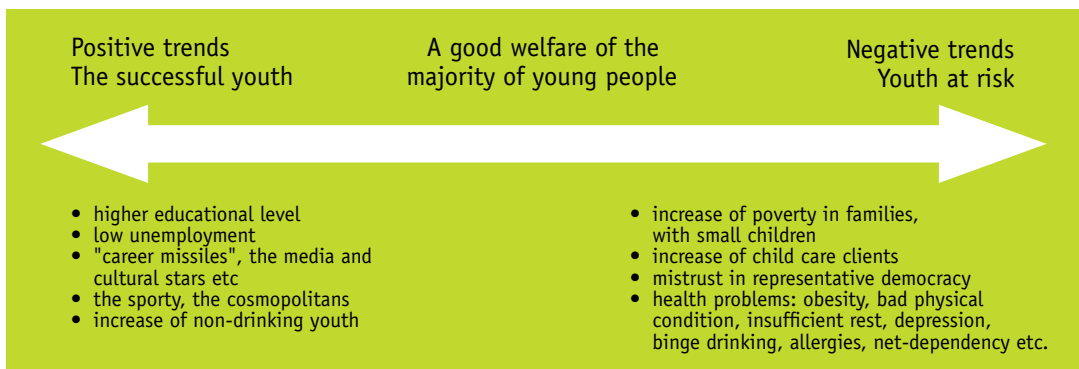 Positive trends
The successful youth
A good welfare of the
majority of young people
Negative trends
Youth at risk
• higher educational level
• low unemployment
• "career missiles", the media and
cultural stars etc
• the sporty, the cosmopolitans
• increase of non-drinking youth
• increase of poverty in families,
with small children
• increase of child care clients
• mistrust in representative democracy
• health problems: obesity, bad physical
condition, insufficient rest, depression,
binge drinking, allergies, net-dependency etc.